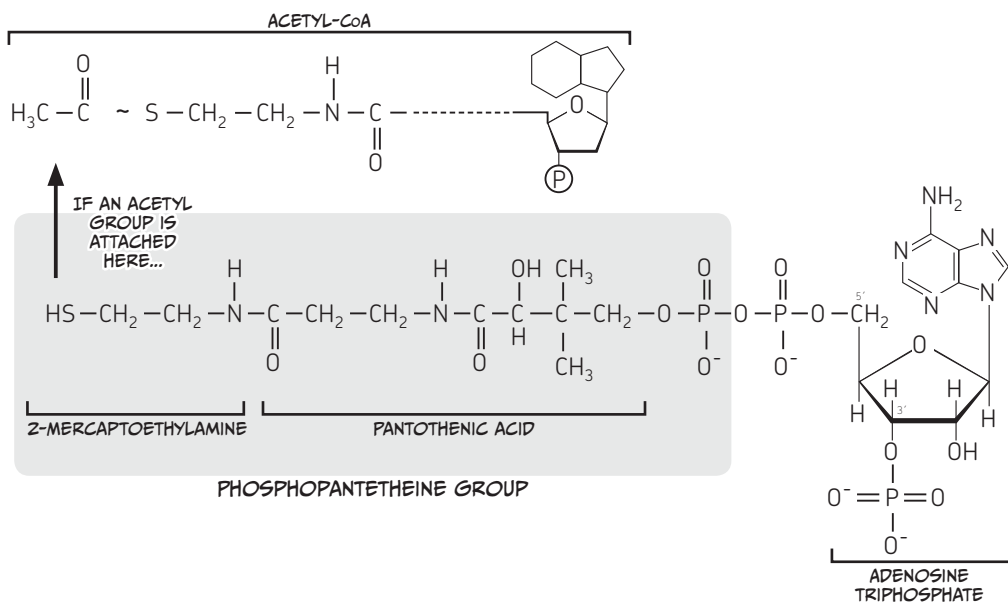 ACETYL-CoA
O
H
H₃C – C ~ S – CH₂ – CH₂ – N – C
O
O
P
IF AN ACETYL
GROUP IS
ATTACHED
HERE...
NH₂
N
N
N
N
H
H
OH
CH₃
O
O
5′
HS–CH₂–CH₂–N–C–CH₂–CH₂–N–C–C–C–CH₂–O–P–O–P–O–CH₂
O
O
H
CH₃
O⁻
O⁻
O
H
H
H
H
3′
O
OH
2-MERCAPTOETHYLAMINE
PANTOTHENIC ACID
PHOSPHOPANTETHEINE GROUP
O⁻=P=O
O⁻
ADENOSINE
TRIPHOSPHATE